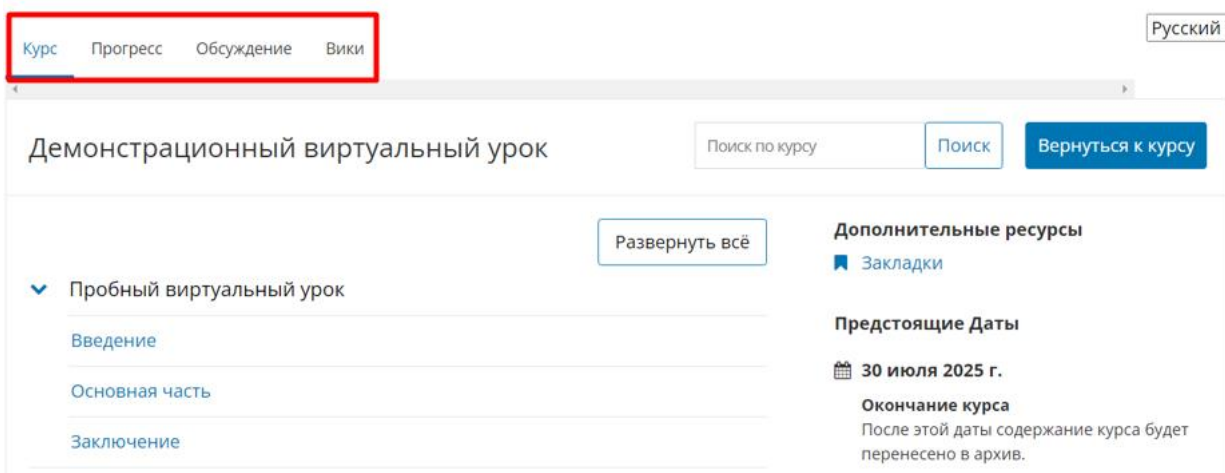 Курс Прогресс Обсуждение Вики
Русский
Демонстрационный виртуальный урок
Поиск по курсу Поиск Вернуться к курсу
Развернуть всё
Пробный виртуальный урок
Введение
Основная часть
Заключение
Дополнительные ресурсы
Закладки
Предстоящие Даты
30 июля 2025 г.
Окончание курса
После этой даты содержание курса будет
перенесено в архив.